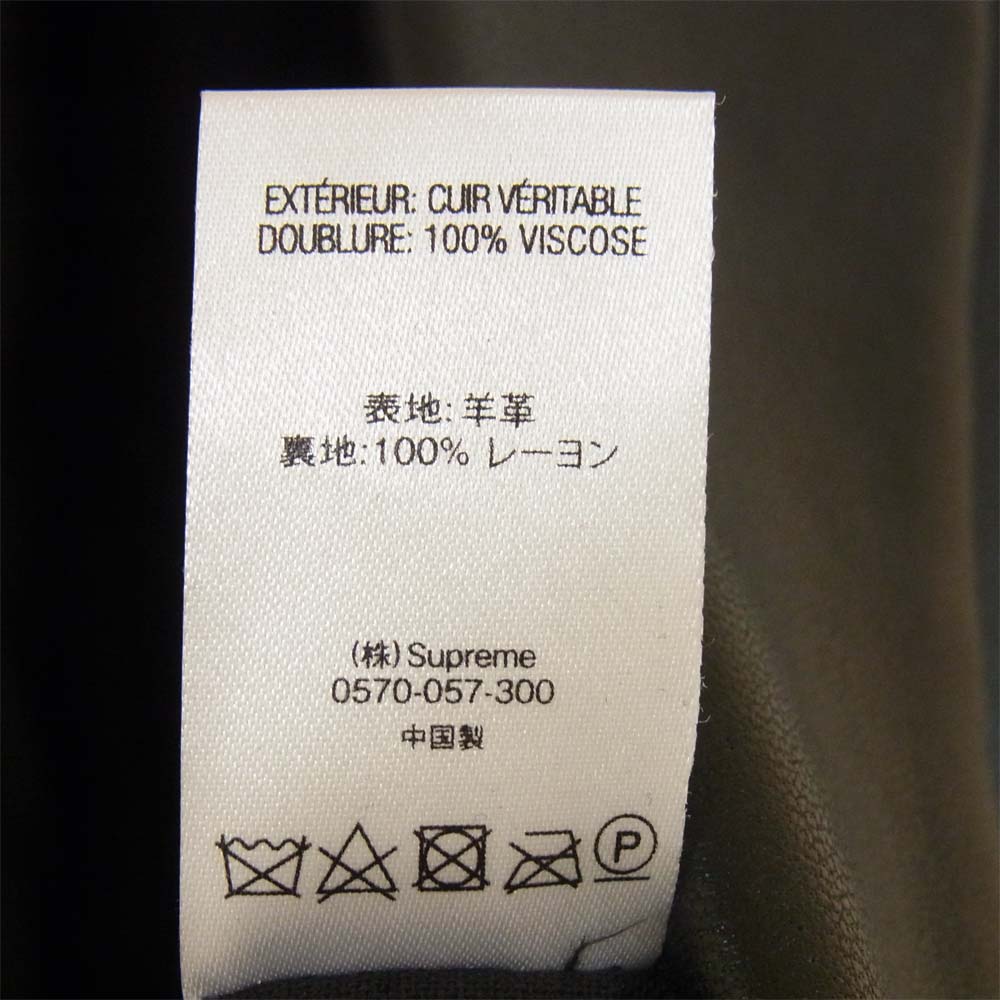 EXTÉRIEUR: CUIR VÉRITABLE
DOUBLURE: 100% VISCOSE
表地: 羊革
裏地:100% レーヨン
(株) Supreme
0570-057-300
中国製
P